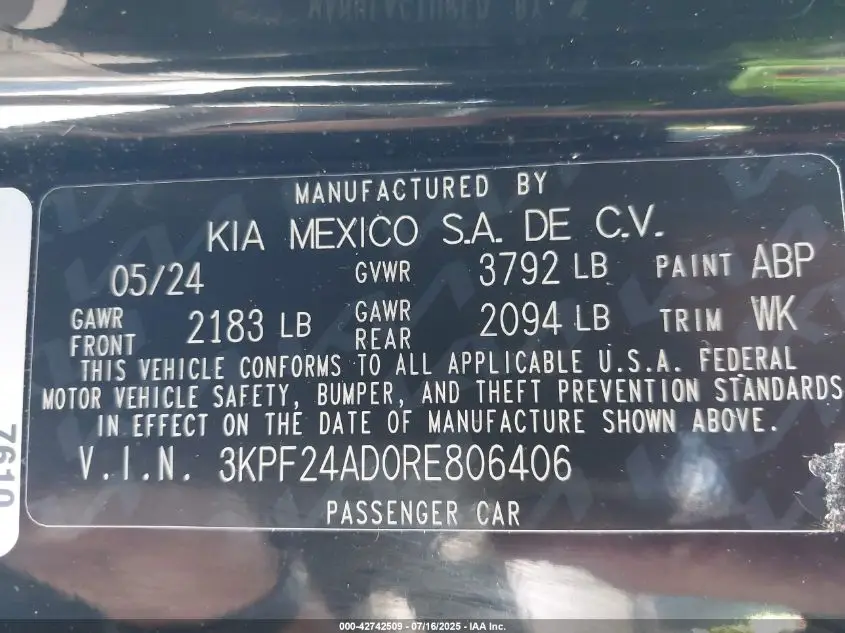 MANUFACTURED BY
KIA MEXICO S.A. DE C.V.
05/24 GVWR 3792 LB PAINT ABP
GAWR FRONT 2183 LB GAWR REAR 2094 LB TRIM WK
THIS VEHICLE CONFORMS TO ALL APPLICABLE U.S.A. FEDERAL
MOTOR VEHICLE SAFETY, BUMPER, AND THEFT PREVENTION STANDARDS
IN EFFECT ON THE DATE OF MANUFACTURE SHOWN ABOVE.
V.I.N. 3KPF24AD0RE806406
PASSENGER CAR
7610
000-42742509 - 07/16/2025 - IAA Inc.